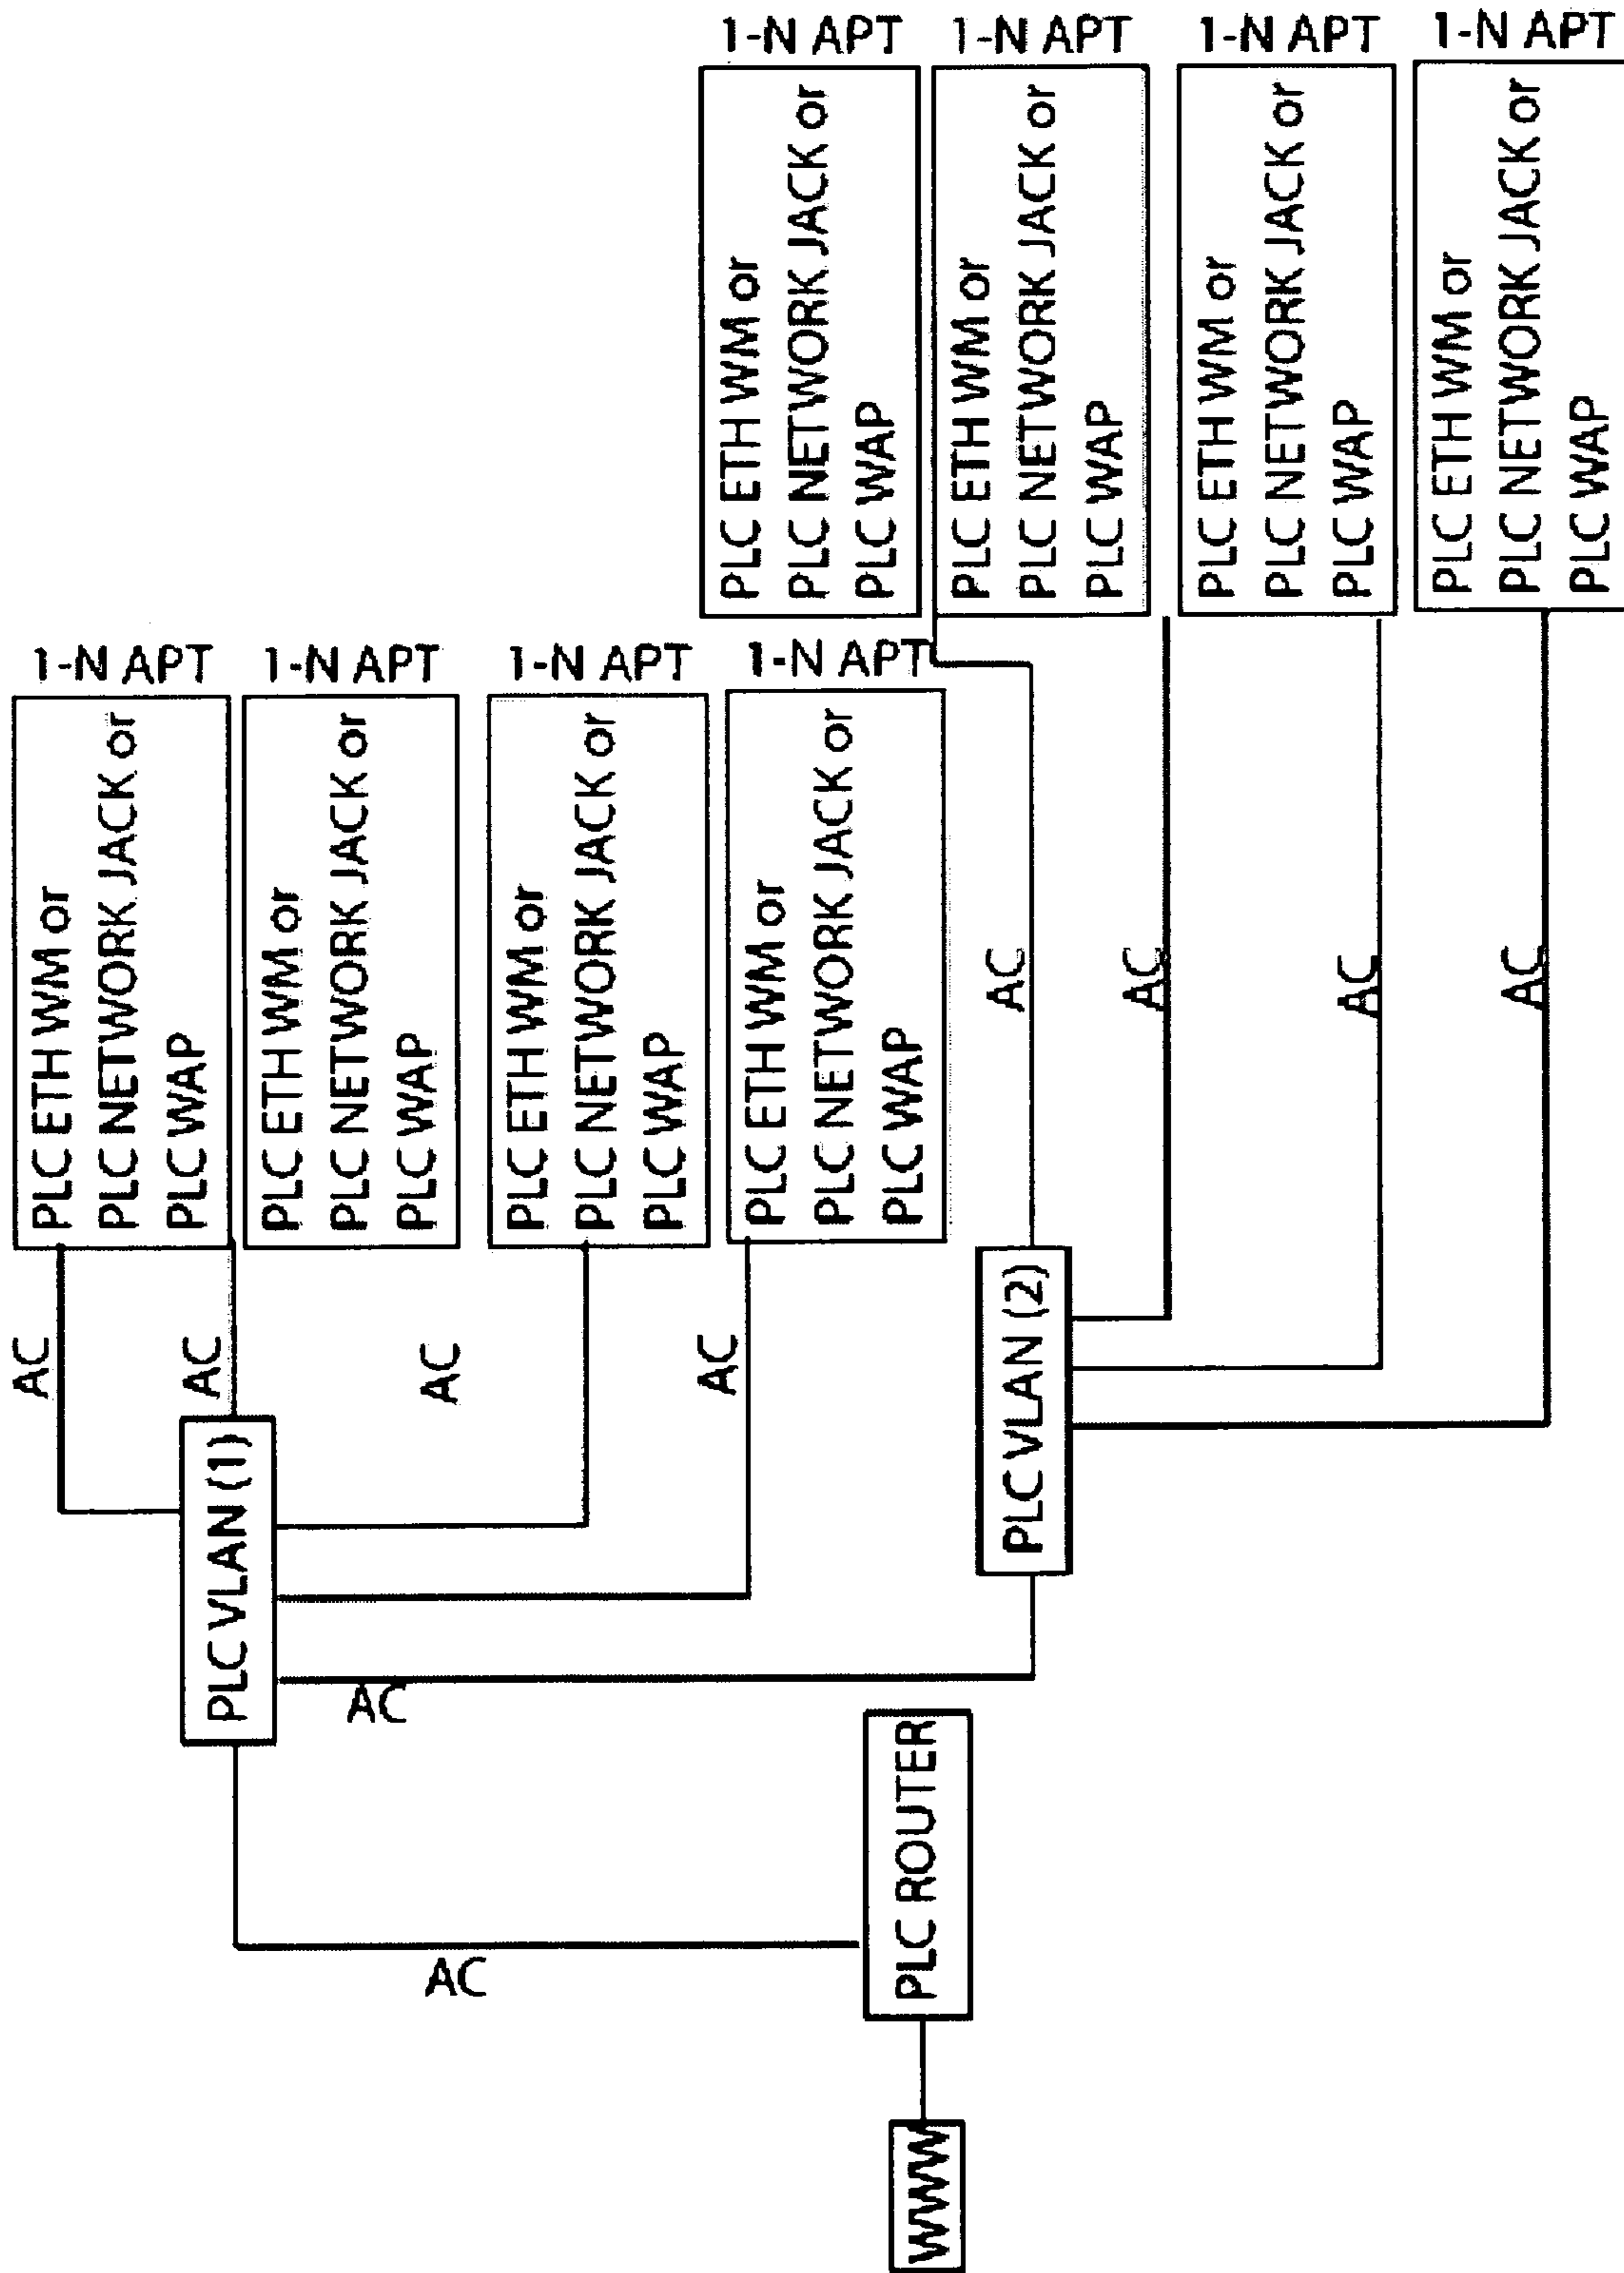 WWW
PLC ROUTER
AC
PLC VLAN (1)
AC
AC
AC
AC
AC
PLC ETH WM or
PLC NETWORK JACK or
PLC WAP
1-N APT
PLC ETH WM or
PLC NETWORK JACK or
PLC WAP
1-N APT
PLC ETH WM or
PLC NETWORK JACK or
PLC WAP
1-N APT
PLC ETH WM or
PLC NETWORK JACK or
PLC WAP
1-N APT
PLC VLAN (2)
AC
AC
AC
AC
PLC ETH WM or
PLC NETWORK JACK or
PLC WAP
1-N APT
PLC ETH WM or
PLC NETWORK JACK or
PLC WAP
1-N APT
PLC ETH WM or
PLC NETWORK JACK or
PLC WAP
1-N APT
PLC ETH WM or
PLC NETWORK JACK or
PLC WAP
1-N APT